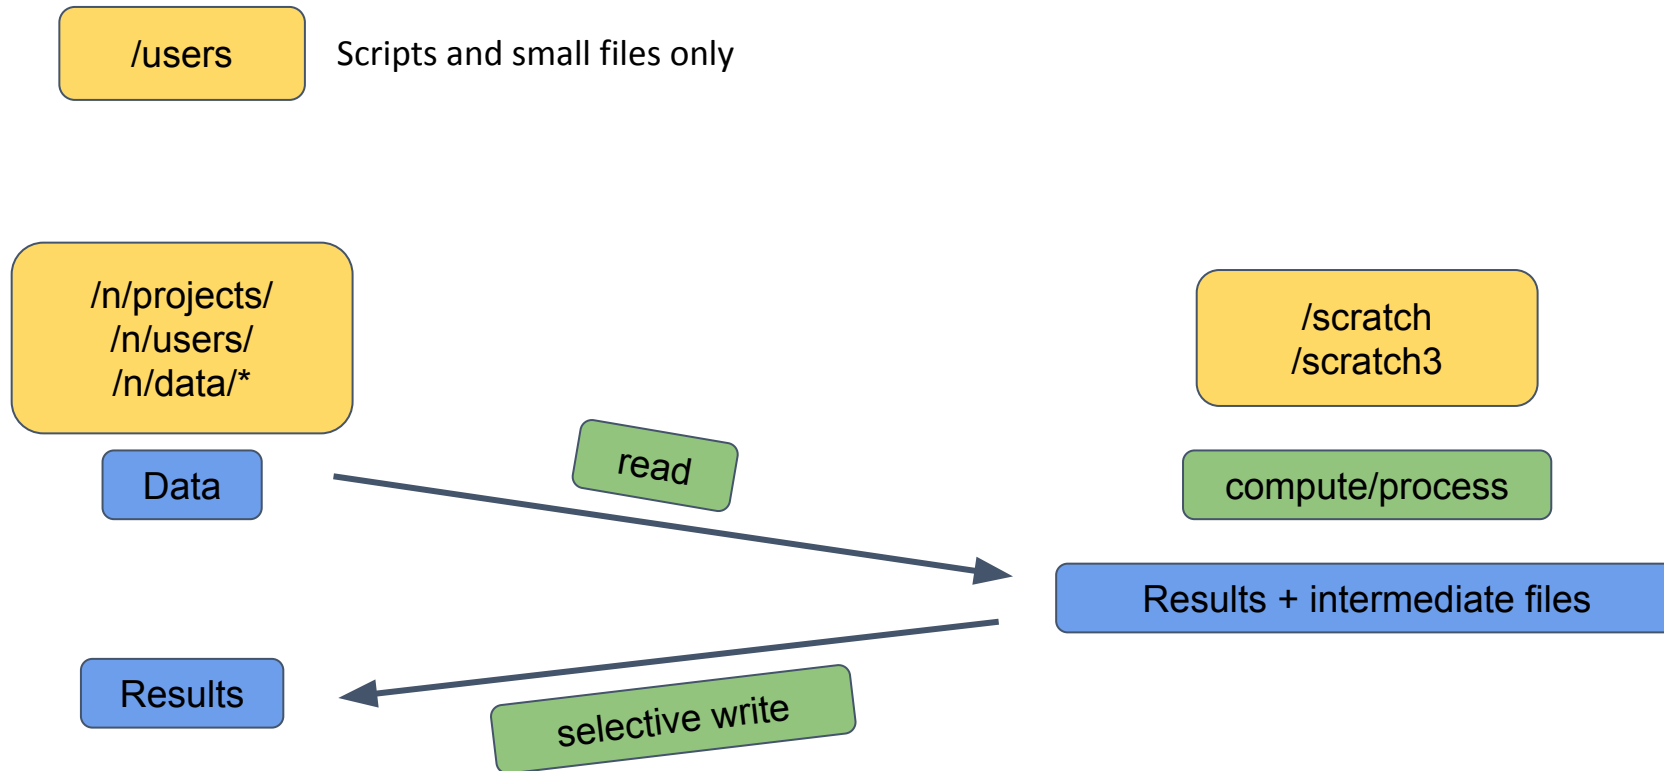 /users
Scripts and small files only
/n/projects/
/n/users/
/n/data/*
/scratch
/scratch3
Data
read
compute/process
Results + intermediate files
Results
selective write